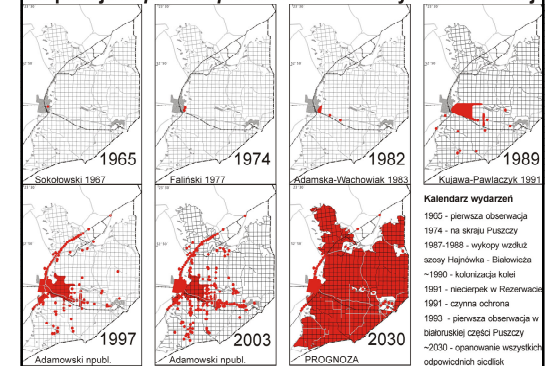 1965
1974
1982
1989
Sokołowski 1967
Faliński 1977
Adamska-Wachowiak 1983
Kujawa-Pawlaczyk 1991
1997
2003
2030
Adamowski npubl.
Adamowski npubl.
PROGNOZA
Kalendarz wydarzeń
1965 - pierwsza obserwacja
1974 - na skraju Puszczy
1987-1988 - wykopy wzdłuż
szosy Hajnówka - Białowieża
~1990 - kolonizacja kolei
1991 - niecierpek w Rezerwacie
1991 - czynna ochrona
1993 - pierwsza obserwacja w
białoruskiej części Puszczy
~2030 - opanowanie wszystkich
odpowiednich siedlisk